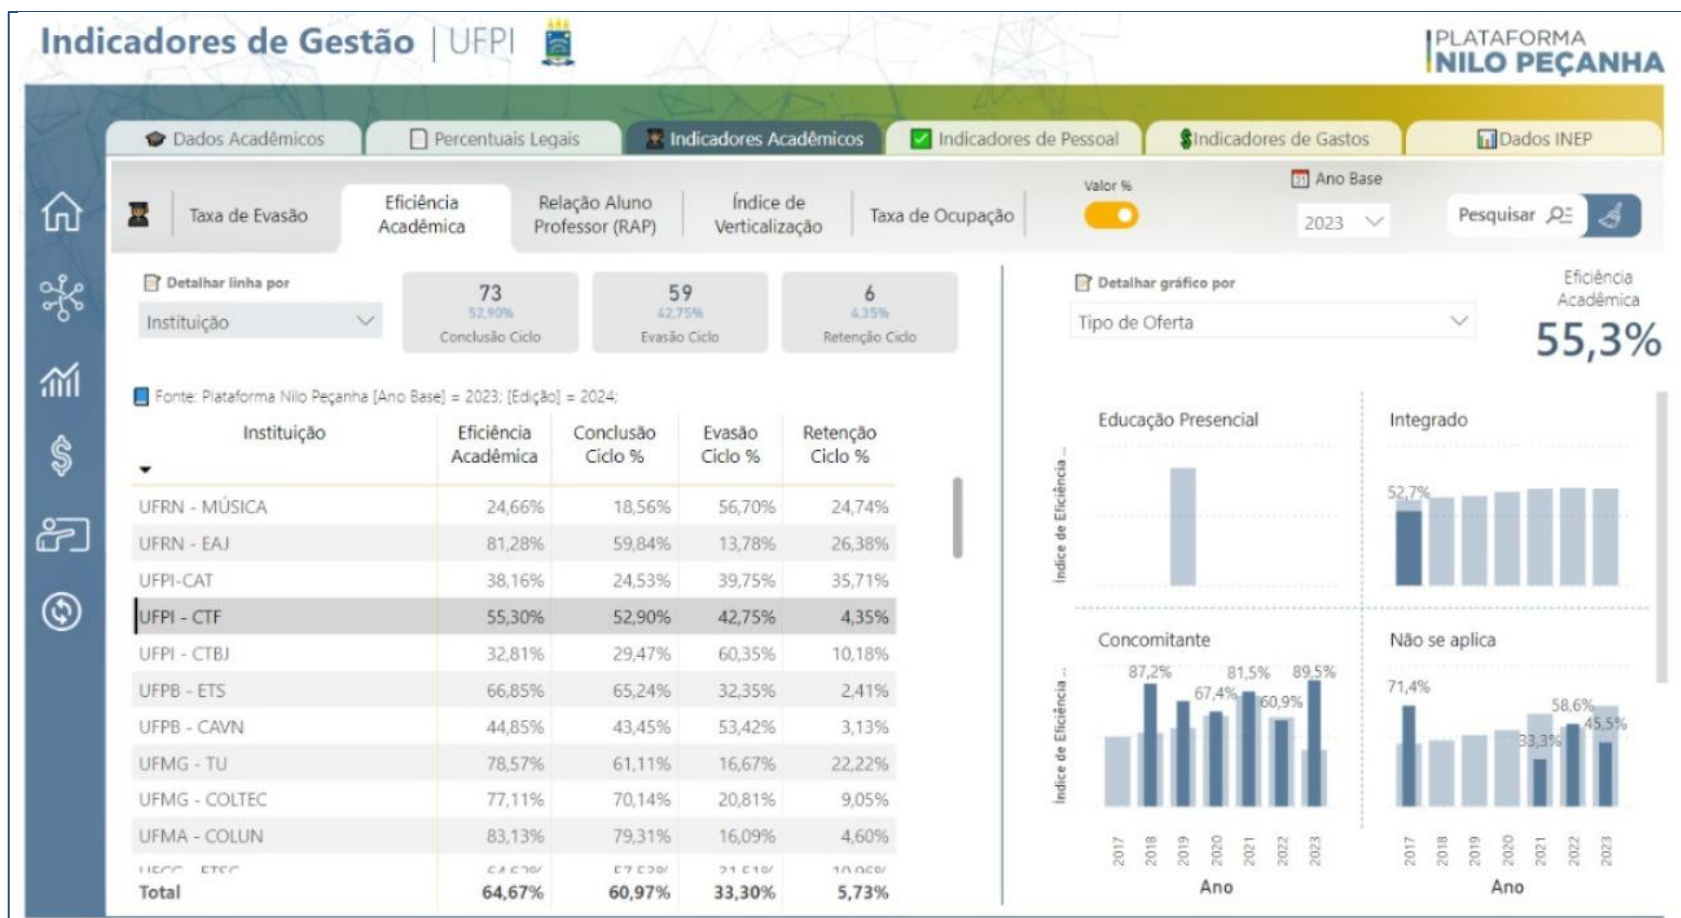 Indicadores de Gestão | UFPI
PLATAFORMA
NILO PEÇANHA
Dados Acadêmicos
Percentuais Legais
Indicadores Acadêmicos
Indicadores de Pessoal
Indicadores de Gastos
Dados INEP
Taxa de Evasão
Eficiência
Acadêmica
Relação Aluno
Professor (RAP)
Índice de
Verticalização
Taxa de Ocupação
Valor %
Ano Base
2023
Pesquisar
Detalhar linha por
Instituição
73
52,90%
Conclusão Ciclo
59
42,75%
Evasão Ciclo
6
4,35%
Retenção Ciclo
Detalhar gráfico por
Tipo de Oferta
Eficiência
Acadêmica
55,3%
Fonte: Plataforma Nilo Peçanha [Ano Base] = 2023; [Edição] = 2024;
Instituição Eficiência Acadêmica Conclusão Ciclo % Evasão Ciclo % Retenção Ciclo %
UFRN - MÚSICA 24,66% 18,56% 56,70% 24,74%
UFRN - EAJ 81,28% 59,84% 13,78% 26,38%
UFPI-CAT 38,16% 24,53% 39,75% 35,71%
UFPI - CTF 55,30% 52,90% 42,75% 4,35%
UFPI - CTBJ 32,81% 29,47% 60,35% 10,18%
UFPB - ETS 66,85% 65,24% 32,35% 2,41%
UFPB - CAVN 44,85% 43,45% 53,42% 3,13%
UFMG - TU 78,57% 61,11% 16,67% 22,22%
UFMG - COLTEC 77,11% 70,14% 20,81% 9,05%
UFMA - COLUN 83,13% 79,31% 16,09% 4,60%
Total 64,67% 60,97% 33,30% 5,73%
Educação Presencial
Índice de Eficiência ...
Integrado
52,7%
Concomitante
Índice de Eficiência ...
87,2%
67,4%
81,5%
60,9%
89,5%
2017 2018 2019 2020 2021 2022 2023
Ano
Não se aplica
71,4%
33,3%
58,6%
45,5%
2017 2018 2019 2020 2021 2022 2023
Ano